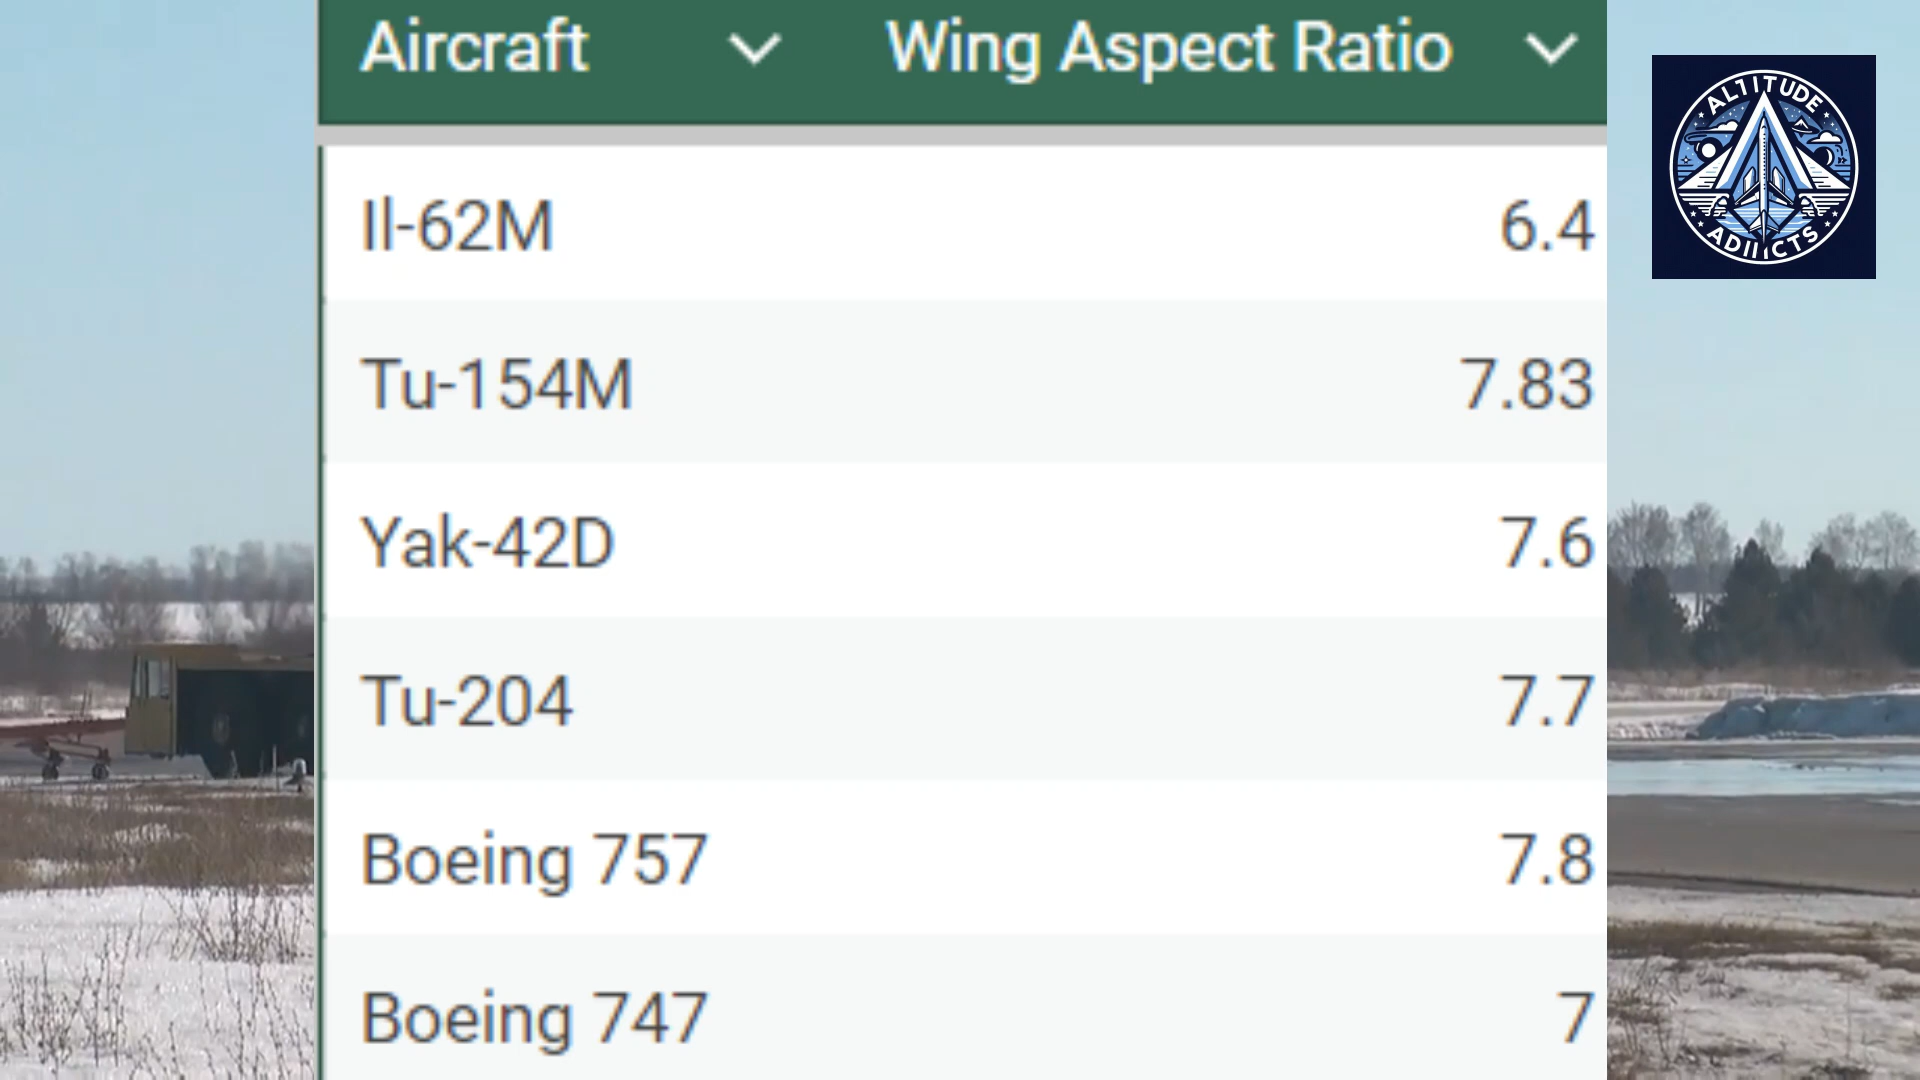 Aircraft Wing Aspect Ratio
Il-62M 6.4
Tu-154M 7.83
Yak-42D 7.6
Tu-204 7.7
Boeing 757 7.8
Boeing 747 7
ALTITUDE
ADIICTS